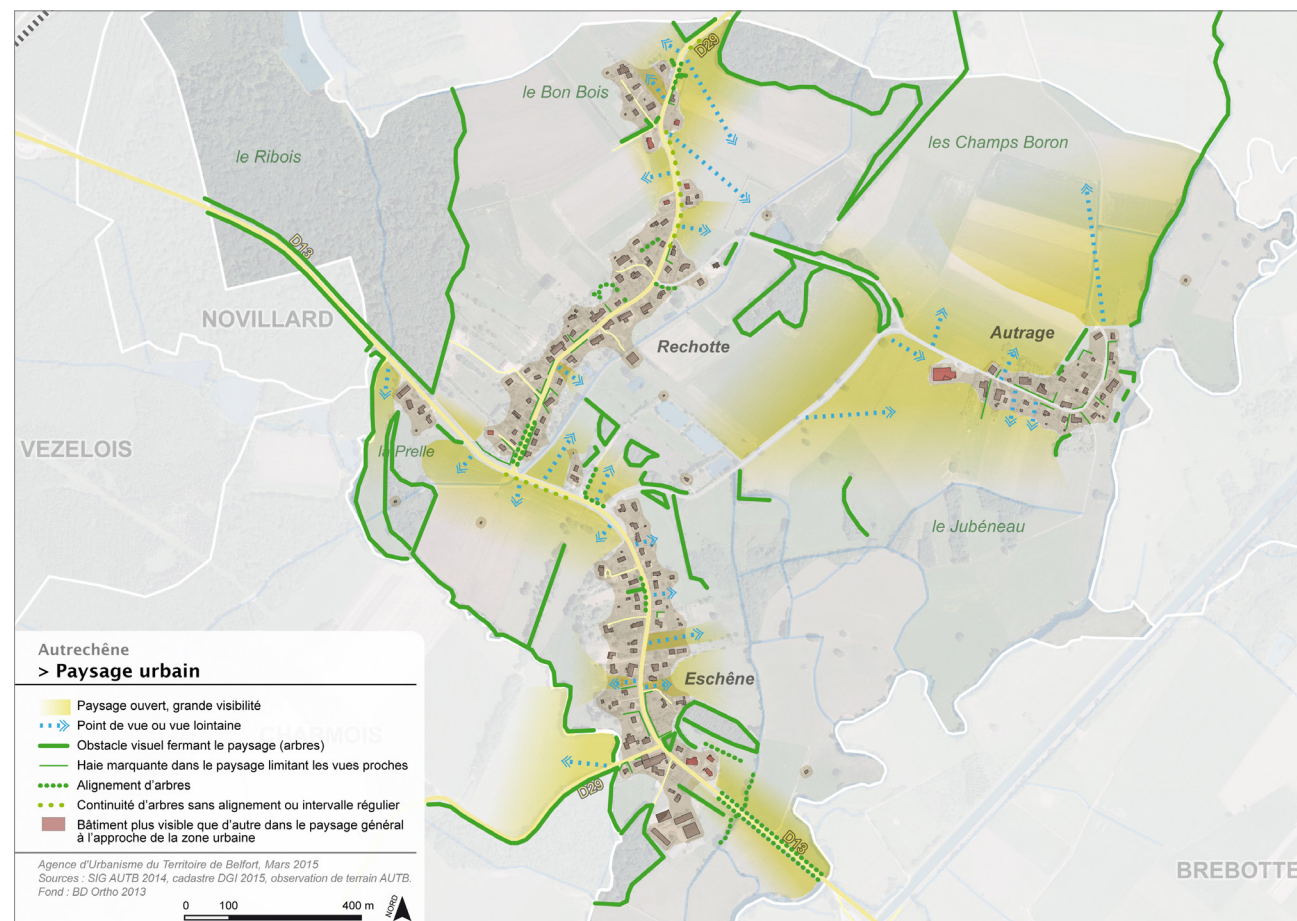 D29
le Bon Bois
les Champs Boron
le Ribois
D13
NOVILLARD
Autrage
Rechotte
VEZELOIS
la Prelle
le Jubéneau
Eschêne
CHARMOIS
D29
D13
BREBOTTE
Autrechêne
> Paysage urbain
Paysage ouvert, grande visibilité
Point de vue ou vue lointaine
Obstacle visuel fermant le paysage (arbres)
Haie marquante dans le paysage limitant les vues proches
Alignement d'arbres
Continuité d'arbres sans alignement ou intervalle régulier
Bâtiment plus visible que d'autre dans le paysage général
à l'approche de la zone urbaine
Agence d'Urbanisme du Territoire de Belfort, Mars 2015
Sources : SIG AUTB 2014, cadastre DGI 2015, observation de terrain AUTB.
Fond : BD Ortho 2013
0 100 400 m
NORD